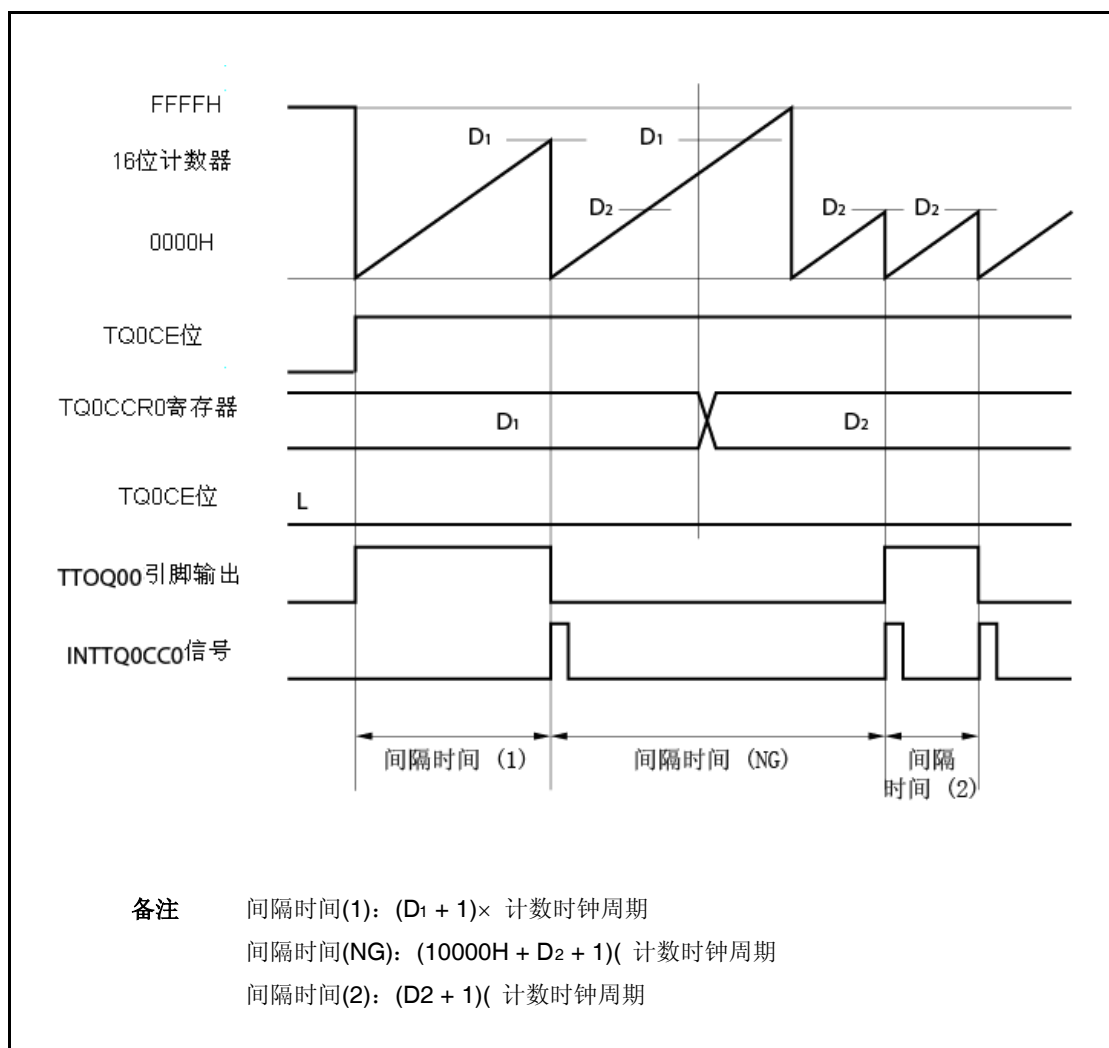 FFFFH
D1
D1
16位计数器
D2
D2
D2
0000H
TQ0CE位
TQ0CCR0寄存器
D1
D2
TQ0CE位
L
TTOQ00引脚输出
INTTQ0CC0信号
间隔时间 (1)
间隔时间 (NG)
间隔
时间 (2)
备注 间隔时间(1)：(D1 + 1)× 计数时钟周期
间隔时间(NG)：(10000H + D2 + 1)( 计数时钟周期
间隔时间(2)：(D2 + 1)( 计数时钟周期